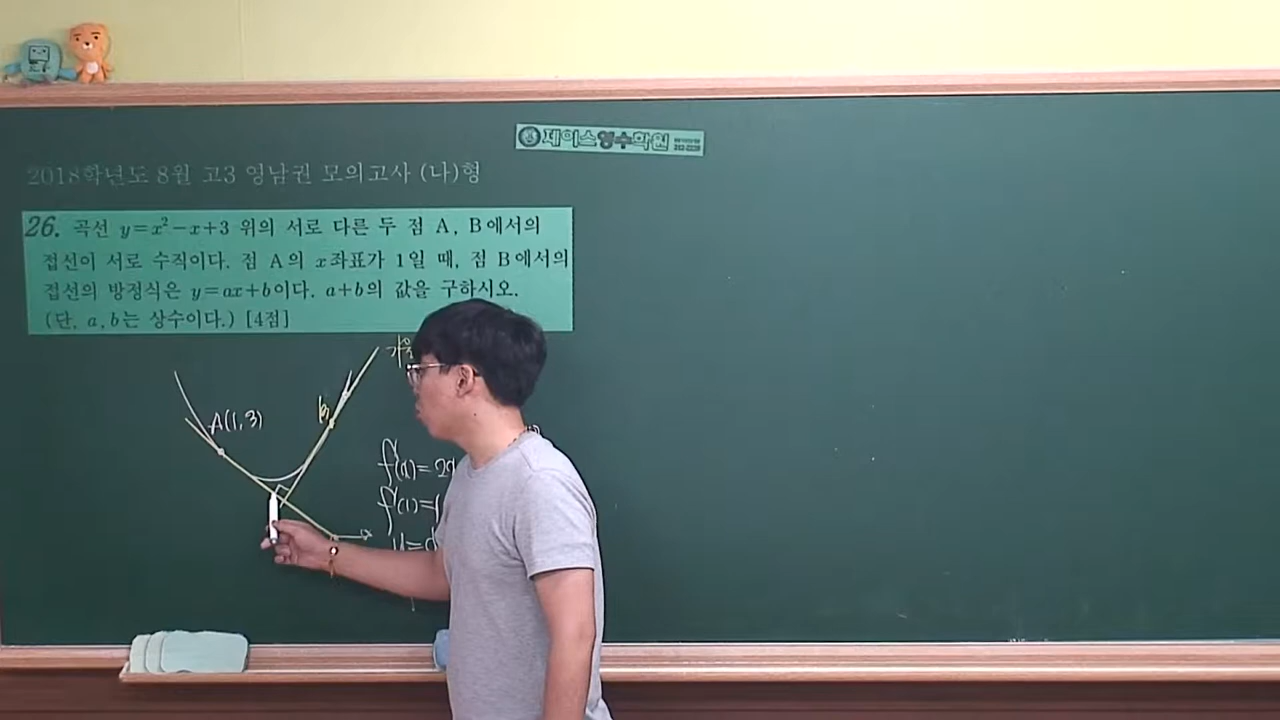 제이스영수학원
2018학년도 8월 고3 영남권 모의고사 (나)형
26. 곡선 y=x²-x+3 위의 서로 다른 두 점 A, B에서의
접선이 서로 수직이다. 점 A의 x좌표가 1일 때, 점 B에서의
접선의 방정식은 y=ax+b이다. a+b의 값을 구하시오.
(단, a, b는 상수이다.) [4점]
A(1, 3)
B
f'(x)=2x
f'(1)=1